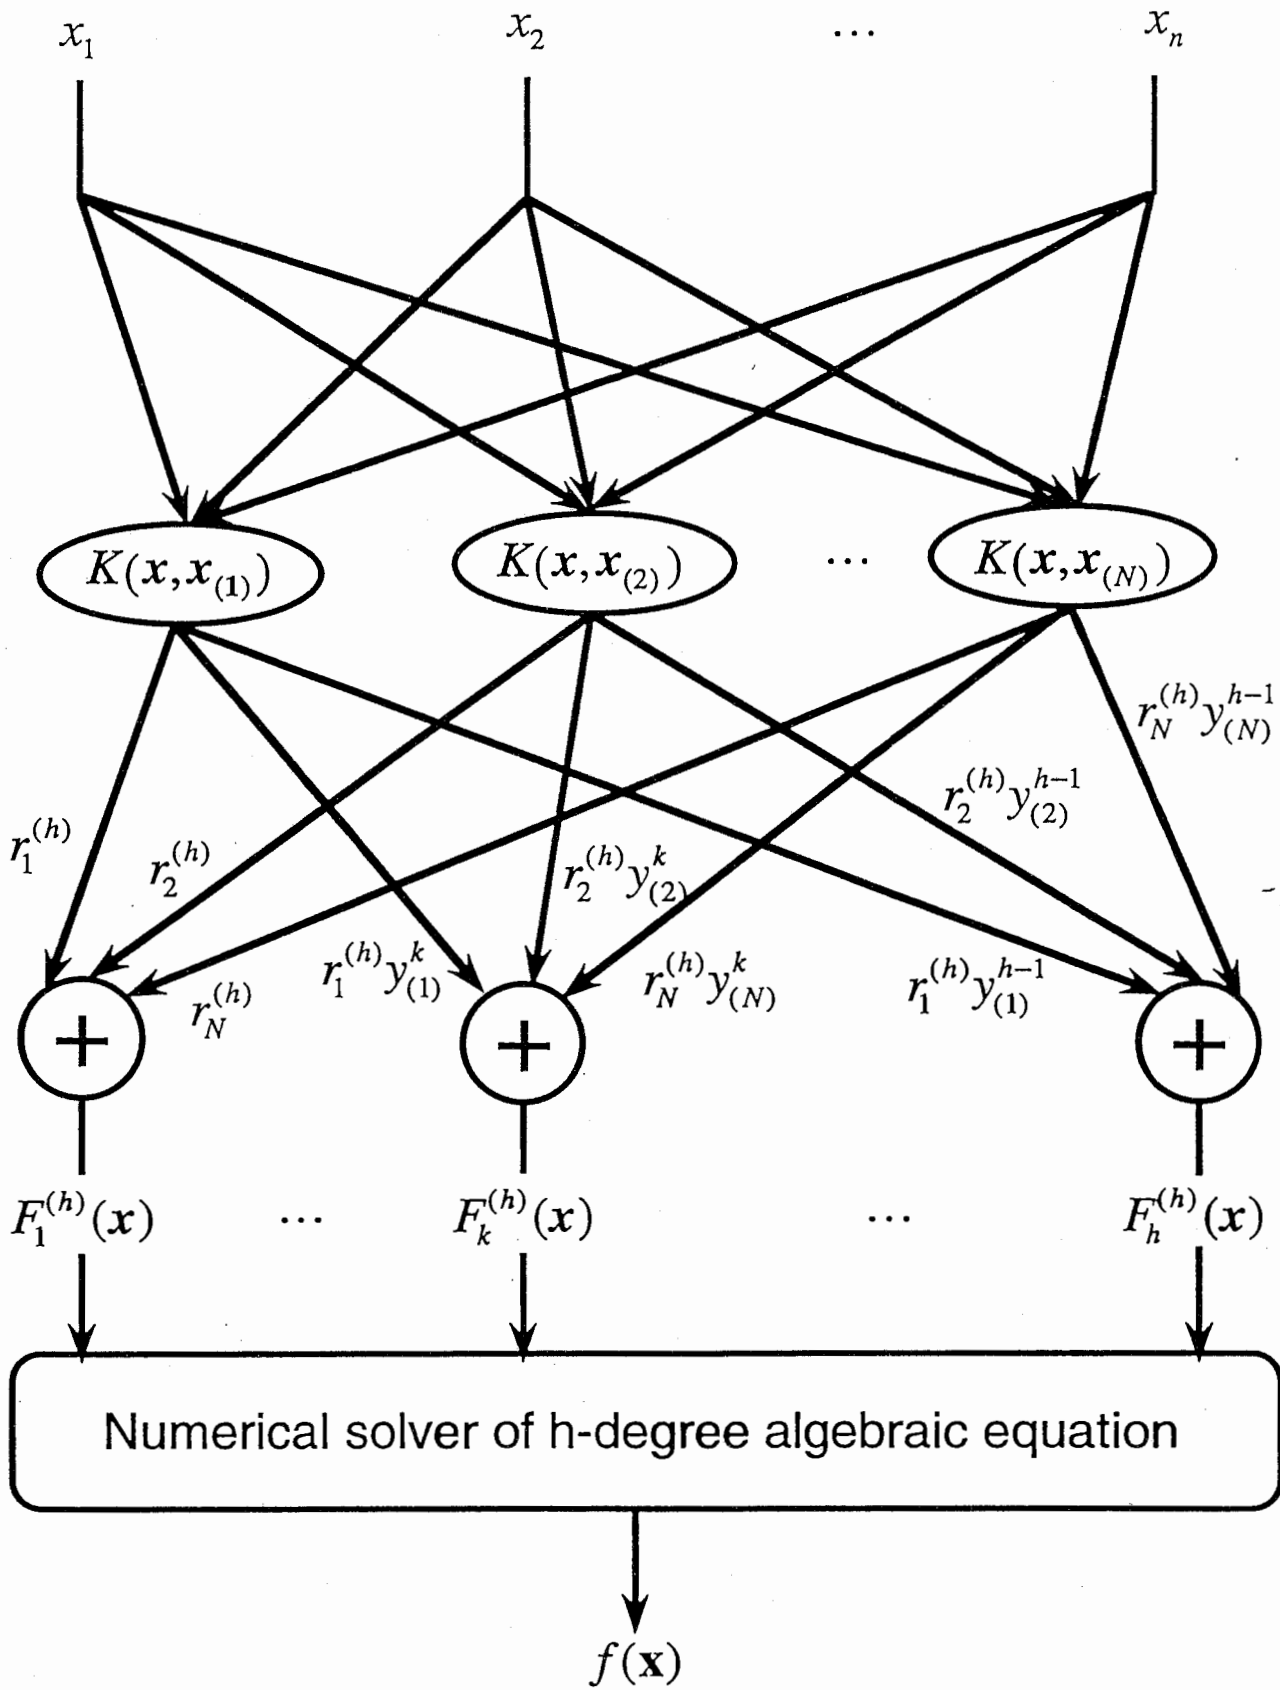 x₁ x₂ ... xₙ
K(x,x₍₁₎) K(x,x₍₂₎) ... K(x,x₍N₎)
r_N^(h) y_(N)^{h-1}
r_2^(h) y_(2)^{h-1}
r_1^(h) r_2^(h) r_2^(h) y_(2)^k
r_N^(h) r_1^(h) y_(1)^k r_N^(h) y_(N)^k r_1^(h) y_(1)^{h-1}
+ + +
F_1^(h)(x) ... F_k^(h)(x) ... F_h^(h)(x)
Numerical solver of h-degree algebraic equation
f(x)